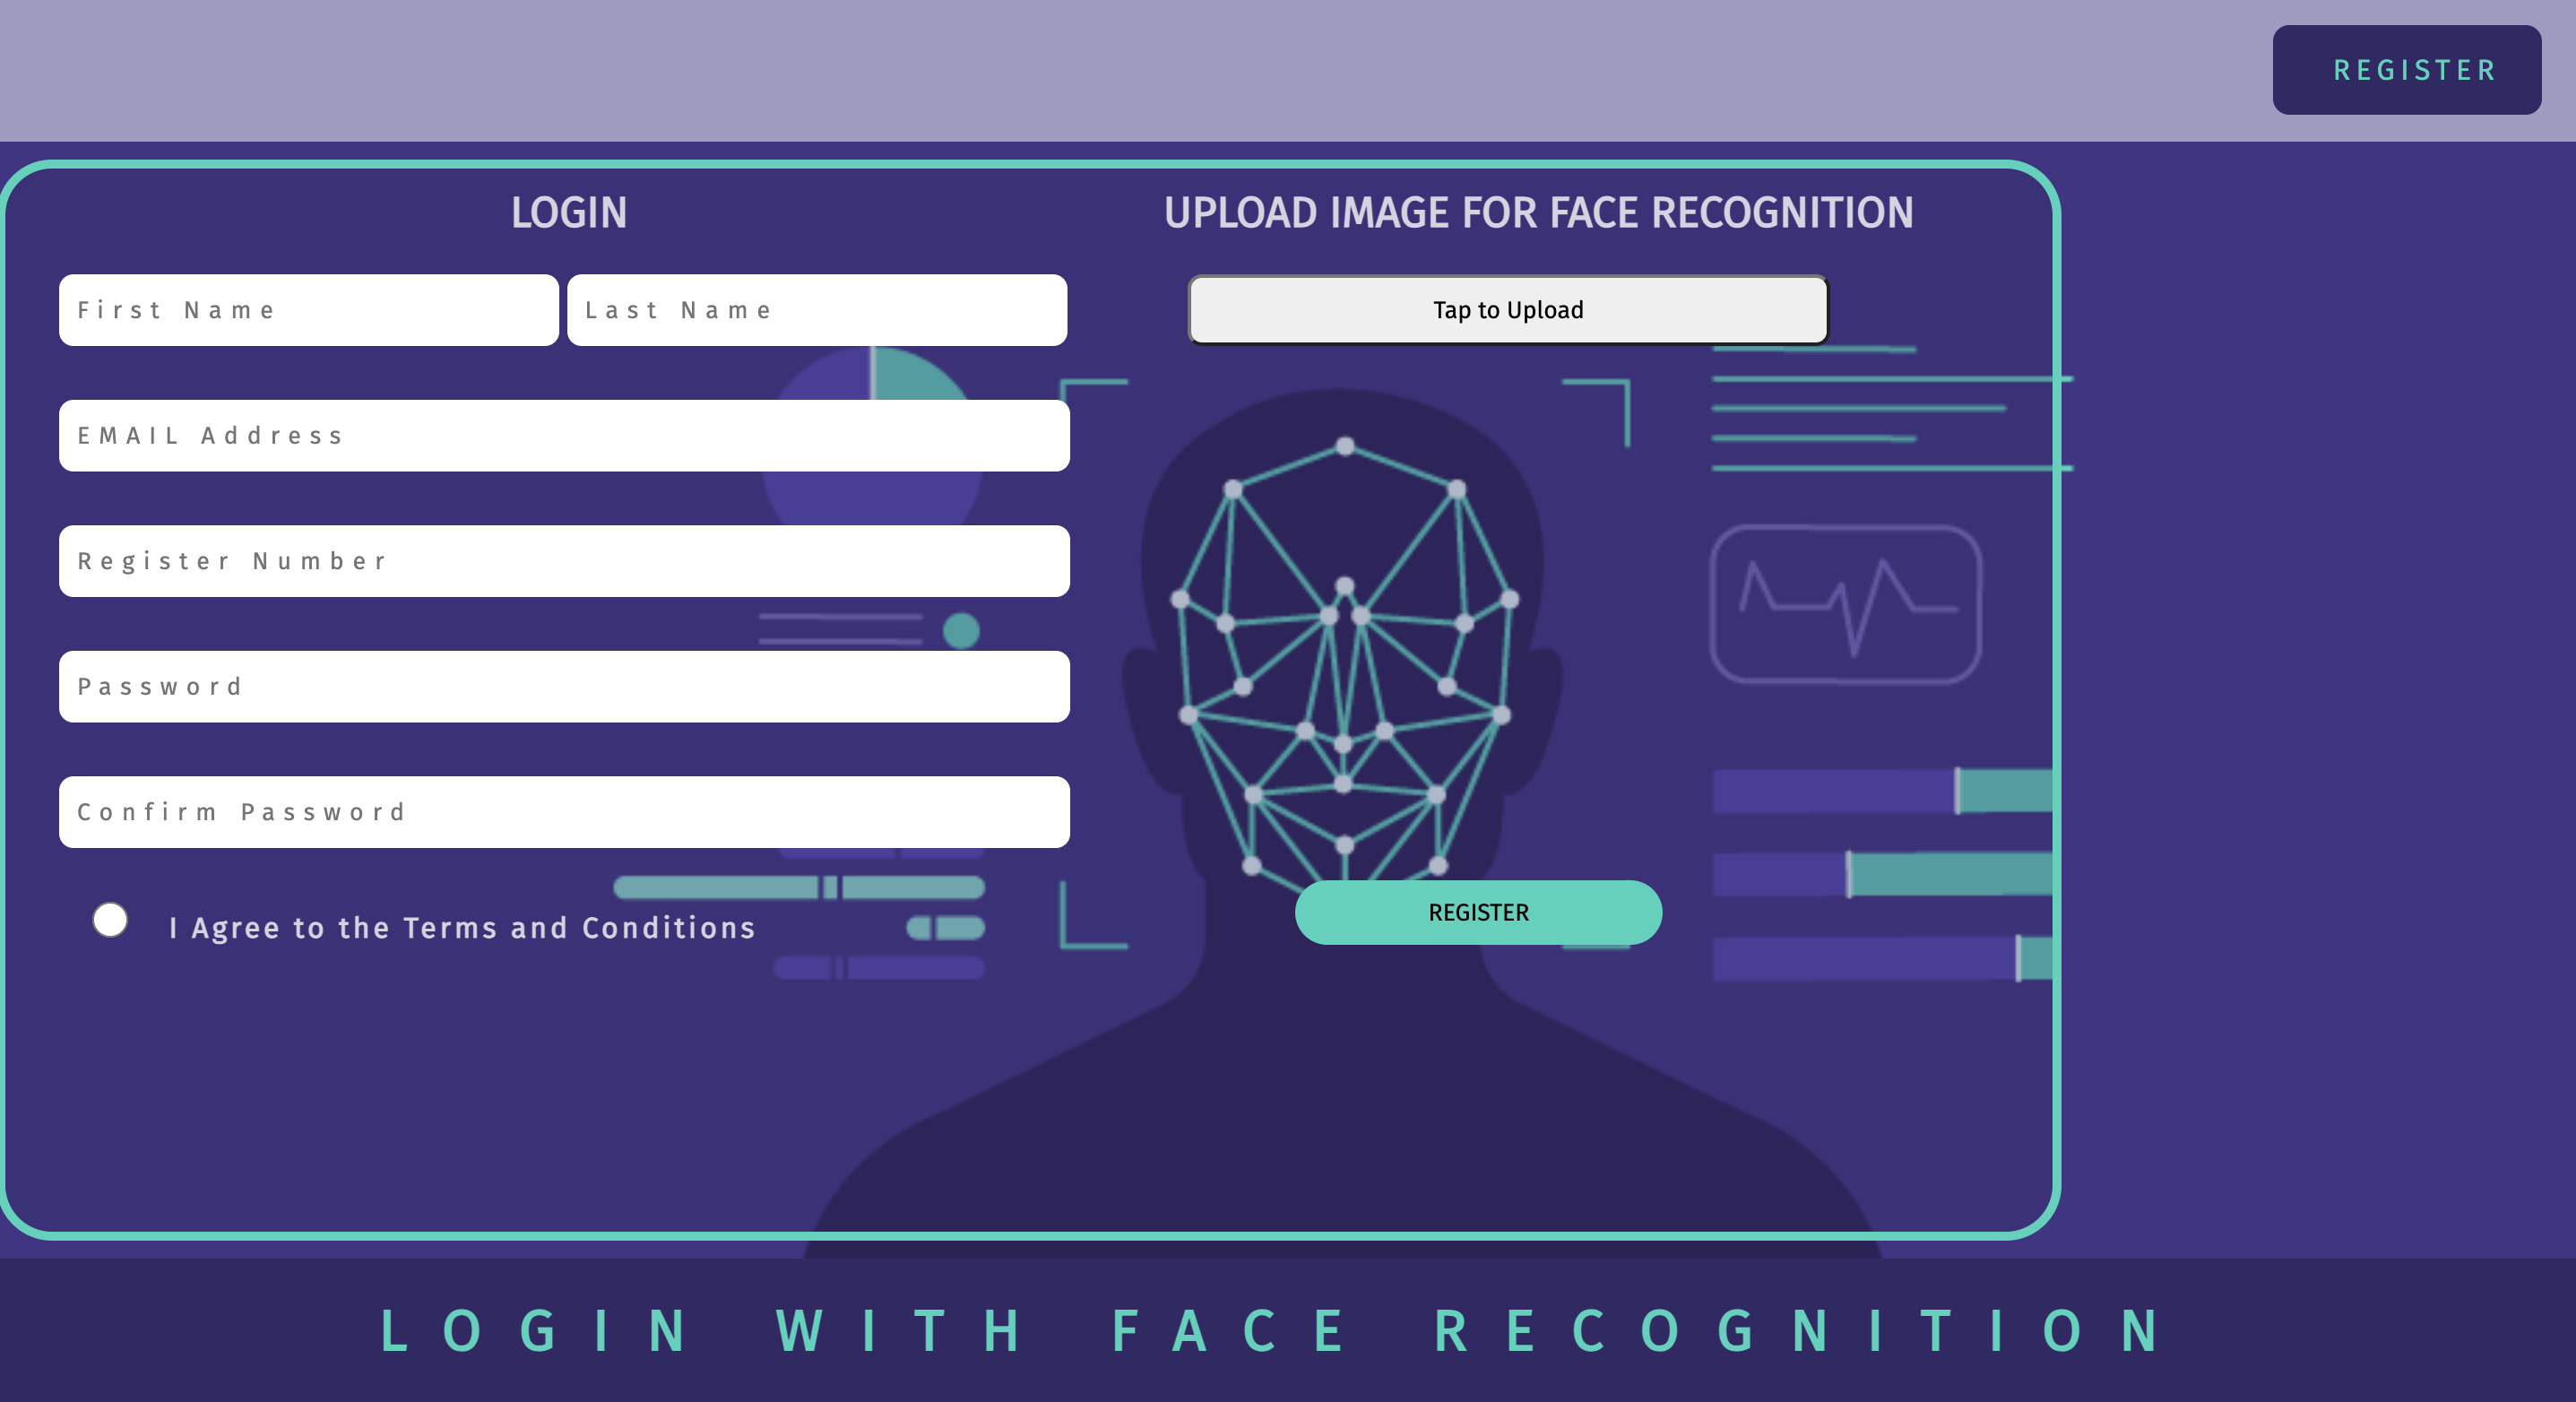 REGISTER
LOGIN
UPLOAD IMAGE FOR FACE RECOGNITION
First Name
Last Name
Tap to Upload
EMAIL Address
Register Number
Password
Confirm Password
I Agree to the Terms and Conditions
REGISTER
LOGIN WITH FACE RECOGNITION